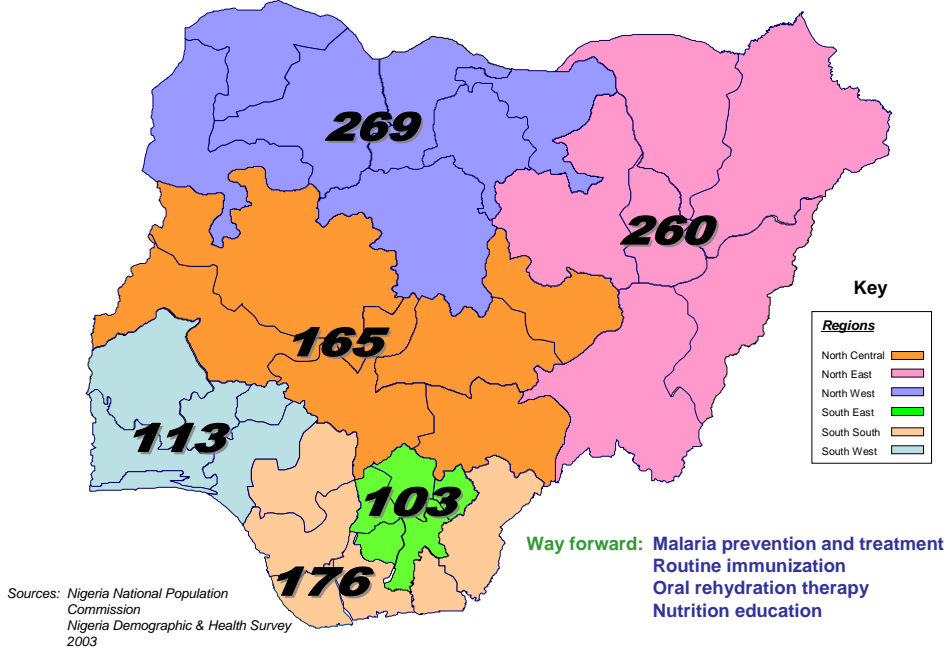 269
260
165
113
103
176
Key
Regions
North Central
North East
North West
South East
South South
South West
Way forward: Malaria prevention and treatment
Routine immunization
Oral rehydration therapy
Nutrition education
Sources: Nigeria National Population
Commission
Nigeria Demographic & Health Survey
2003